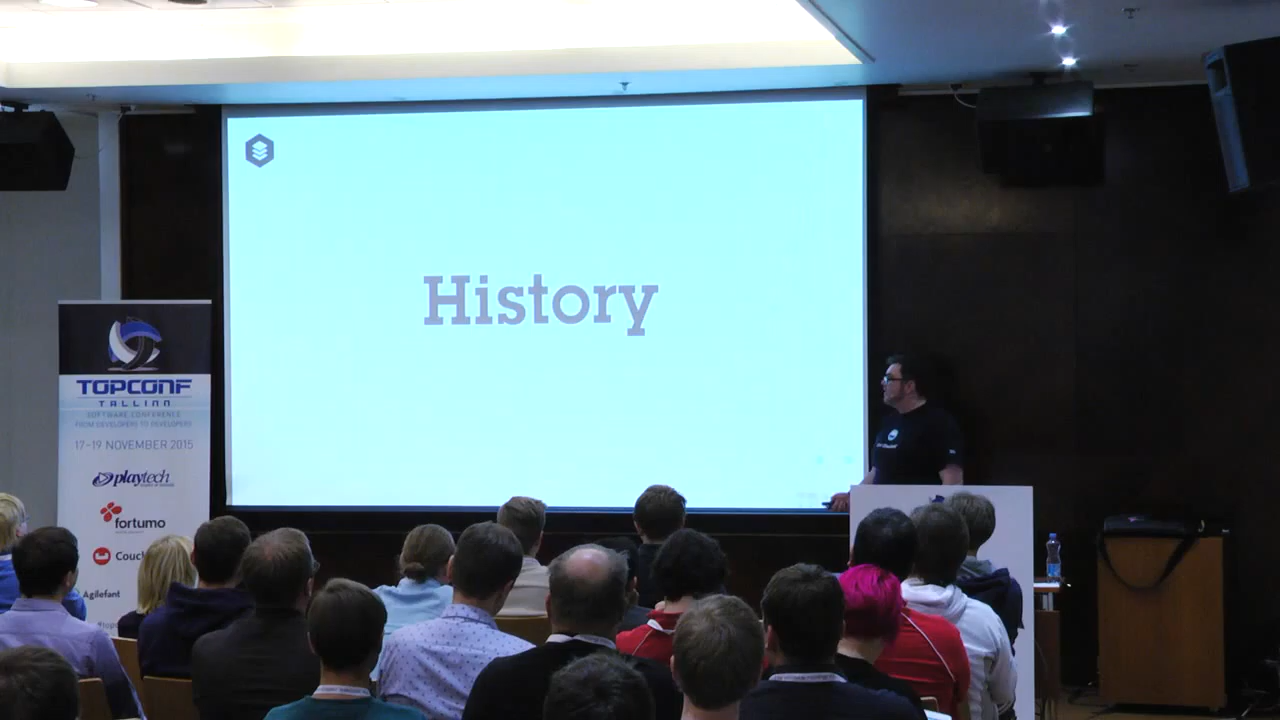 History
TOPCONF
TALLINN
SOFTWARE CONFERENCE
FROM DEVELOPERS TO DEVELOPERS
17-19 NOVEMBER 2015
playtech
fortumo
Couch
Agilefant